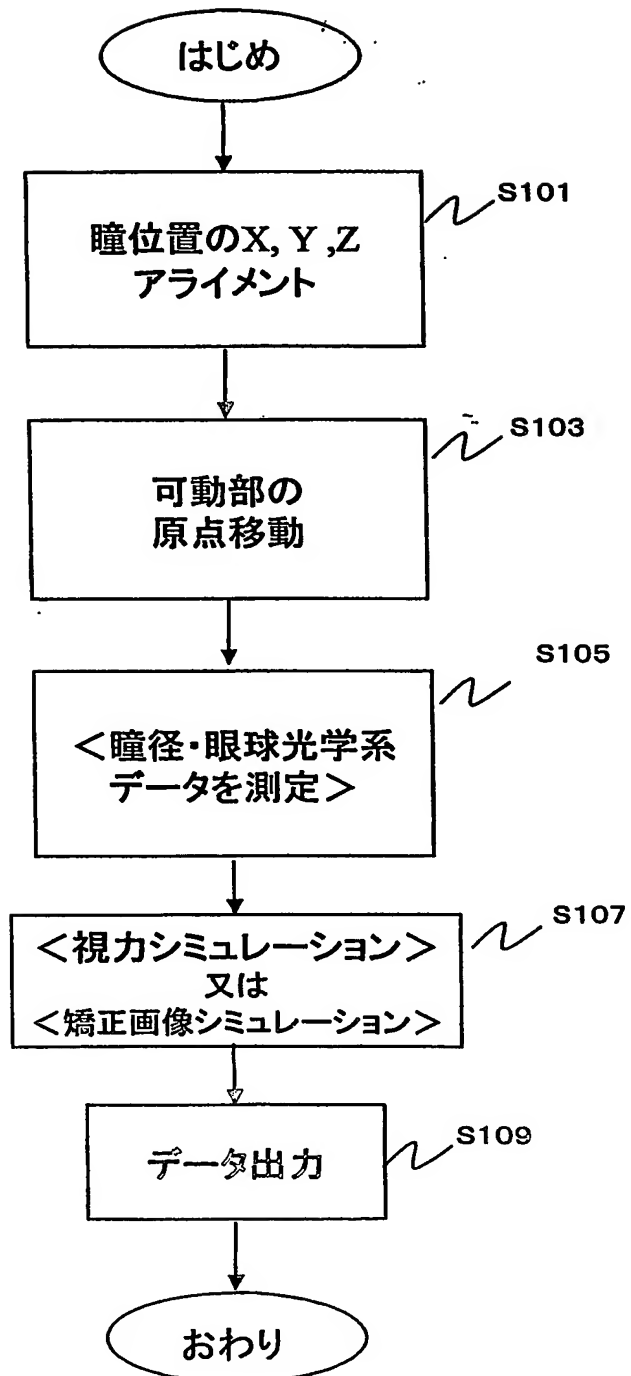 はじめ
S101
瞳位置のX, Y ,Z
アライメント
S103
可動部の
原点移動
S105
＜瞳径・眼球光学系
データを測定＞
S107
＜視力シミュレーション＞
又は
＜矯正画像シミュレーション＞
S109
データ出力
おわり